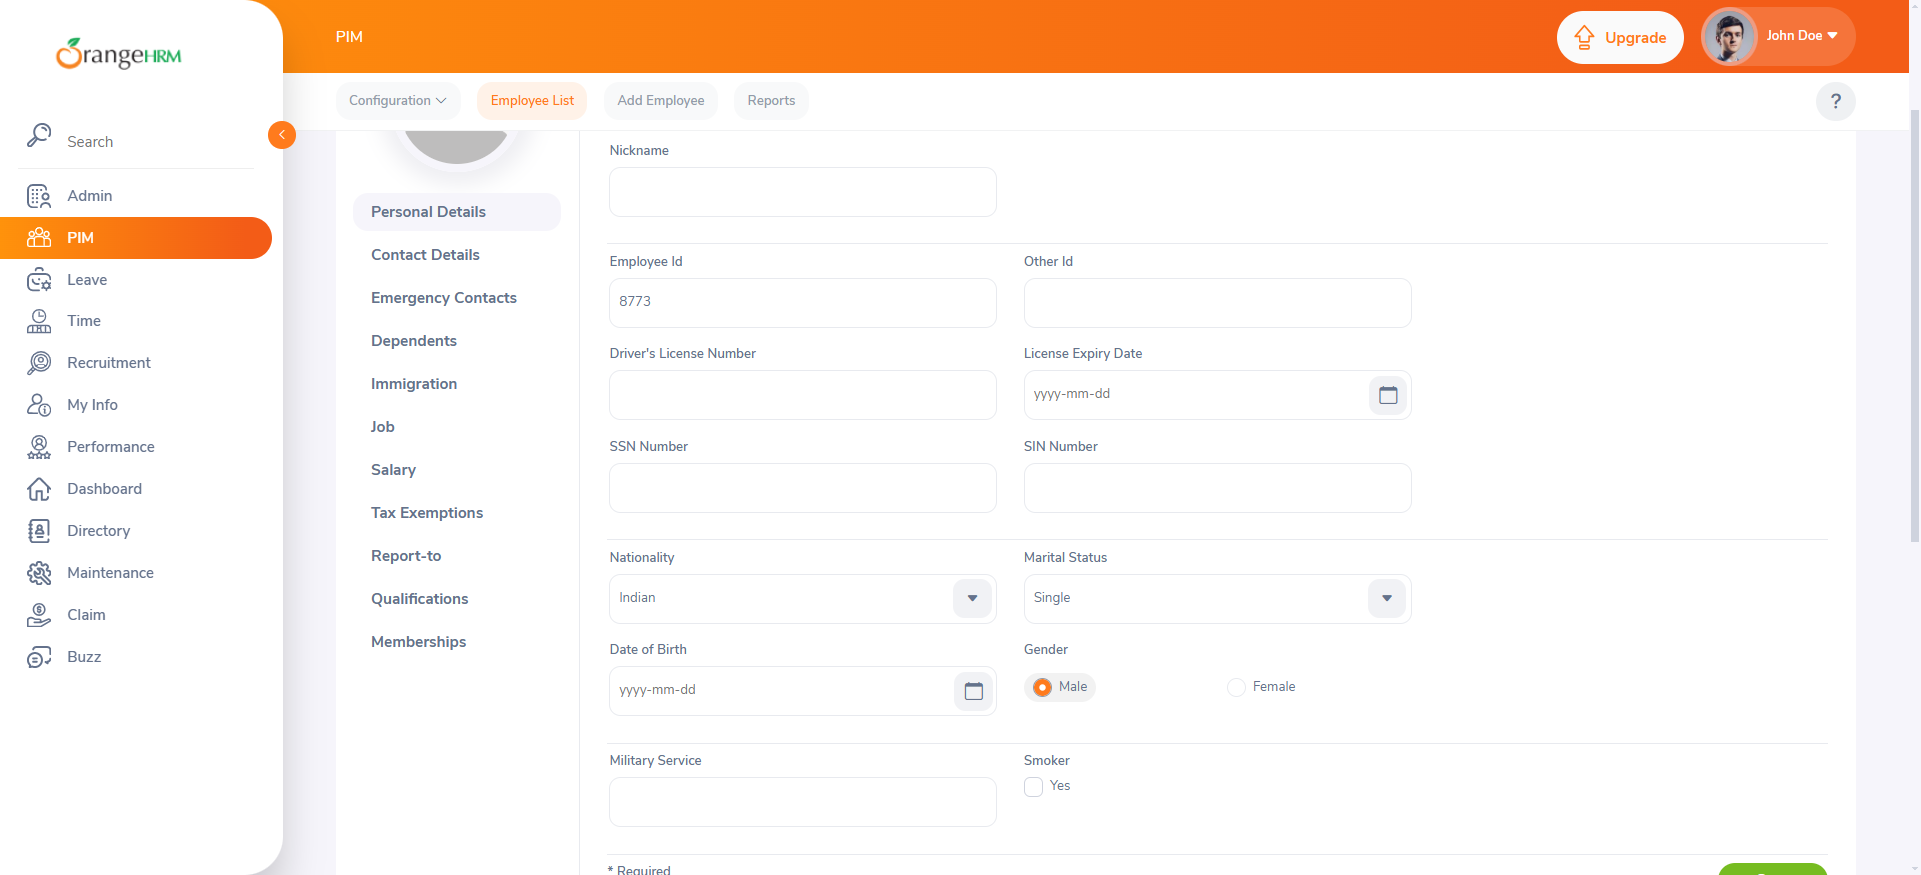 OrangeHRM
Search
Admin
PIM
Leave
Time
Recruitment
My Info
Performance
Dashboard
Directory
Maintenance
Claim
Buzz
PIM
Upgrade
John Doe
Configuration
Employee List
Add Employee
Reports
?
Personal Details
Contact Details
Emergency Contacts
Dependents
Immigration
Job
Salary
Tax Exemptions
Report-to
Qualifications
Memberships
Nickname
Employee Id
Other Id
8773
Driver's License Number
License Expiry Date
yyyy-mm-dd
SSN Number
SIN Number
Nationality
Marital Status
Indian
Single
Date of Birth
Gender
yyyy-mm-dd
Male
Female
Military Service
Smoker
Yes
* Required